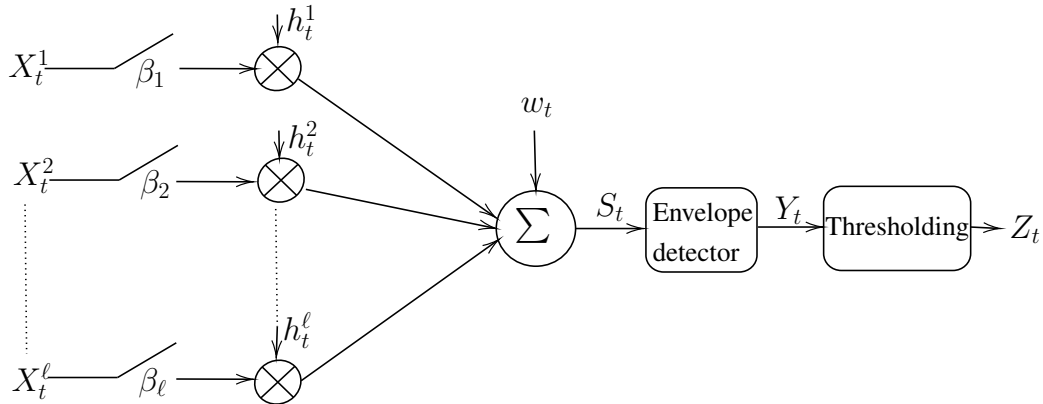 h_t^1
X_t^1
β_1
w_t
h_t^2
X_t^2
β_2
∑
S_t
Envelope
detector
Y_t
Thresholding
Z_t
h_t^ℓ
X_t^ℓ
β_ℓ